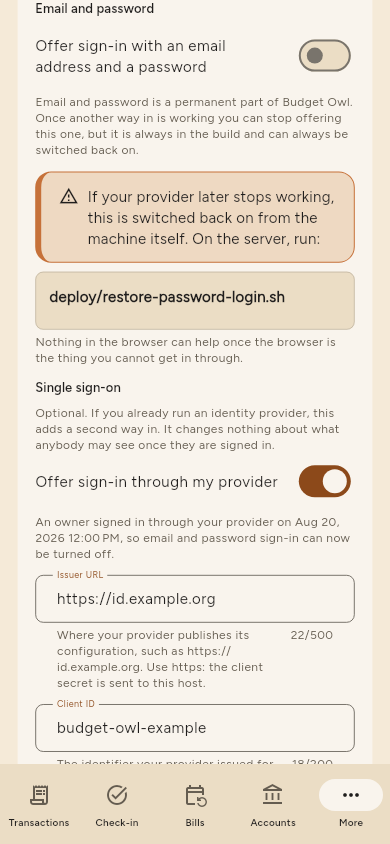 Email and password
Offer sign-in with an email
address and a password
Email and password is a permanent part of Budget Owl.
Once another way in is working you can stop offering
this one, but it is always in the build and can always be
switched back on.
If your provider later stops working,
this is switched back on from the
machine itself. On the server, run:
deploy/restore-password-login.sh
Nothing in the browser can help once the browser is
the thing you cannot get in through.
Single sign-on
Optional. If you already run an identity provider, this
adds a second way in. It changes nothing about what
anybody may see once they are signed in.
Offer sign-in through my provider
An owner signed in through your provider on Aug 20,
2026 12:00 PM, so email and password sign-in can now
be turned off.
Issuer URL
https://id.example.org
Where your provider publishes its 22/500
configuration, such as https://
id.example.org. Use https: the client
secret is sent to this host.
Client ID
budget-owl-example
The identifier your provider issued for 18/200
Transactions Check-in Bills Accounts More